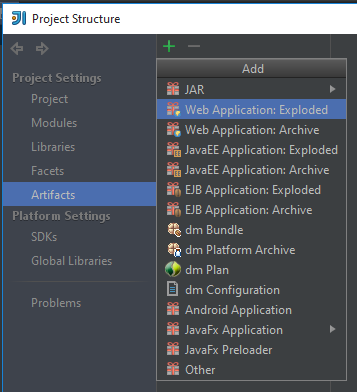 Project Structure
Project Settings
Project
Modules
Libraries
Facets
Artifacts
Platform Settings
SDKs
Global Libraries
Problems
Add
JAR
Web Application: Exploded
Web Application: Archive
JavaEE Application: Exploded
JavaEE Application: Archive
EJB Application: Exploded
EJB Application: Archive
dm Bundle
dm Platform Archive
dm Plan
dm Configuration
Android Application
JavaFx Application
JavaFx Preloader
Other